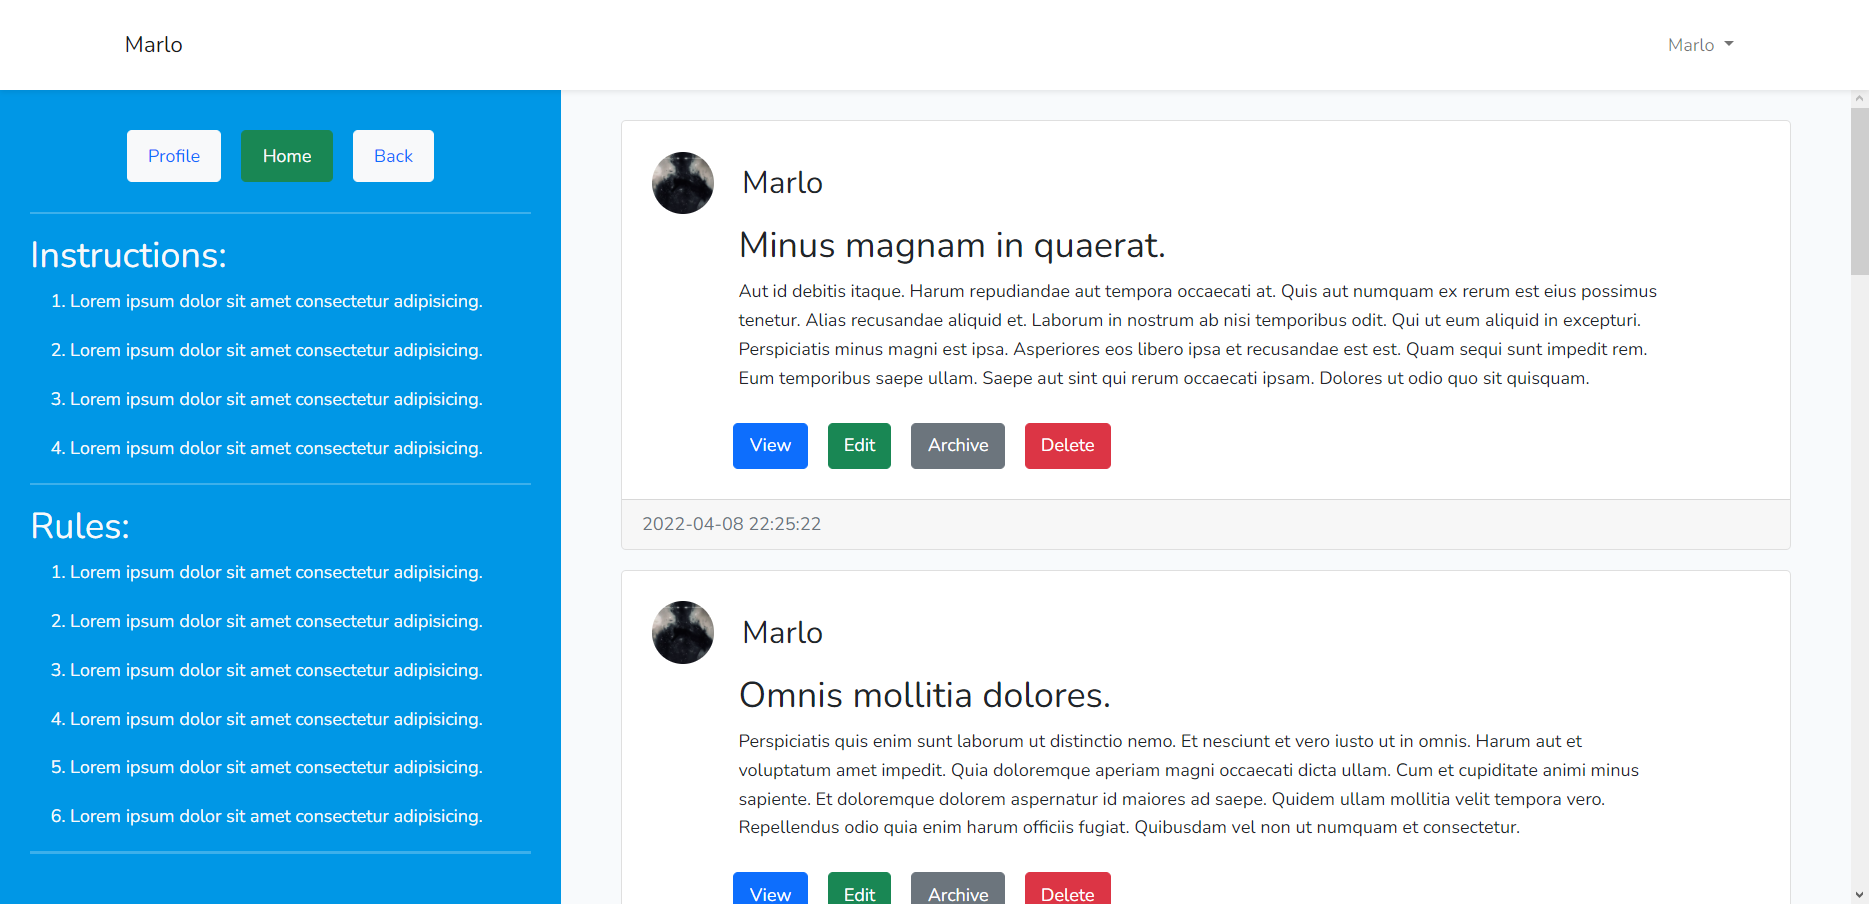 Marlo
Marlo
Profile
Home
Back
Instructions:
1. Lorem ipsum dolor sit amet consectetur adipisicing.
2. Lorem ipsum dolor sit amet consectetur adipisicing.
3. Lorem ipsum dolor sit amet consectetur adipisicing.
4. Lorem ipsum dolor sit amet consectetur adipisicing.
Rules:
1. Lorem ipsum dolor sit amet consectetur adipisicing.
2. Lorem ipsum dolor sit amet consectetur adipisicing.
3. Lorem ipsum dolor sit amet consectetur adipisicing.
4. Lorem ipsum dolor sit amet consectetur adipisicing.
5. Lorem ipsum dolor sit amet consectetur adipisicing.
6. Lorem ipsum dolor sit amet consectetur adipisicing.
Marlo
Minus magnam in quaerat.
Aut id debitis itaque. Harum repudiandae aut tempora occaecati at. Quis aut numquam ex rerum est eius possimus
tenetur. Alias recusandae aliquid et. Laborum in nostrum ab nisi temporibus odit. Qui ut eum aliquid in excepturi.
Perspiciatis minus magni est ipsa. Asperiores eos libero ipsa et recusandae est est. Quam sequi sunt impedit rem.
Eum temporibus saepe ullam. Saepe aut sint qui rerum occaecati ipsam. Dolores ut odio quo sit quisquam.
View
Edit
Archive
Delete
2022-04-08 22:25:22
Marlo
Omnis mollitia dolores.
Perspiciatis quis enim sunt laborum ut distinctio nemo. Et nesciunt et vero iusto ut in omnis. Harum aut et
voluptatum amet impedit. Quia doloremque aperiam magni occaecati dicta ullam. Cum et cupiditate animi minus
sapiente. Et doloremque dolorem aspernatur id maiores ad saepe. Quidem ullam mollitia velit tempora vero.
Repellendus odio quia enim harum officiis fugiat. Quibusdam vel non ut numquam et consectetur.
View
Edit
Archive
Delete